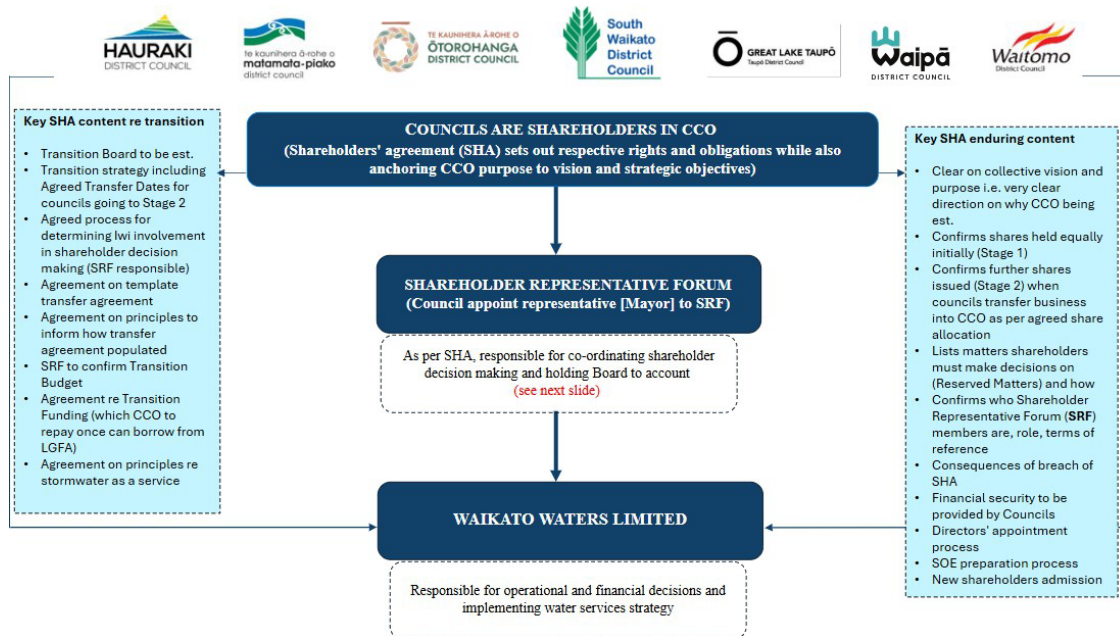 HAURAKI
DISTRICT COUNCIL
te kaunihera ā-rohe o
matamata-piako
district council
TE KAUNIHERA Ā-ROHE O
ŌTOROHANGA
DISTRICT COUNCIL
South
Waikato
District
Council
GREAT LAKE TAUPŌ
Taupō District Council
Waipā
DISTRICT COUNCIL
Waitomo
District Council
Key SHA content re transition
• Transition Board to be est.
• Transition strategy including
Agreed Transfer Dates for
councils going to Stage 2
• Agreed process for
determining Iwi involvement
in shareholder decision
making (SRF responsible)
• Agreement on template
transfer agreement
• Agreement on principles to
inform how transfer
agreement populated
• SRF to confirm Transition
Budget
• Agreement re Transition
Funding (which CCO to
repay once can borrow from
LGFA)
• Agreement on principles re
stormwater as a service
COUNCILS ARE SHAREHOLDERS IN CCO
(Shareholders' agreement (SHA) sets out respective rights and obligations while also
anchoring CCO purpose to vision and strategic objectives)
SHAREHOLDER REPRESENTATIVE FORUM
(Council appoint representative [Mayor] to SRF)
As per SHA, responsible for co-ordinating shareholder
decision making and holding Board to account
(see next slide)
WAIKATO WATERS LIMITED
Responsible for operational and financial decisions and
implementing water services strategy
Key SHA enduring content
• Clear on collective vision and
purpose i.e. very clear
direction on why CCO being
est.
• Confirms shares held equally
initially (Stage 1)
• Confirms further shares
issued (Stage 2) when
councils transfer business
into CCO as per agreed share
allocation
• Lists matters shareholders
must make decisions on
(Reserved Matters) and how
• Confirms who Shareholder
Representative Forum (SRF)
members are, role, terms of
reference
• Consequences of breach of
SHA
• Financial security to be
provided by Councils
• Directors' appointment
process
• SOE preparation process
• New shareholders admission